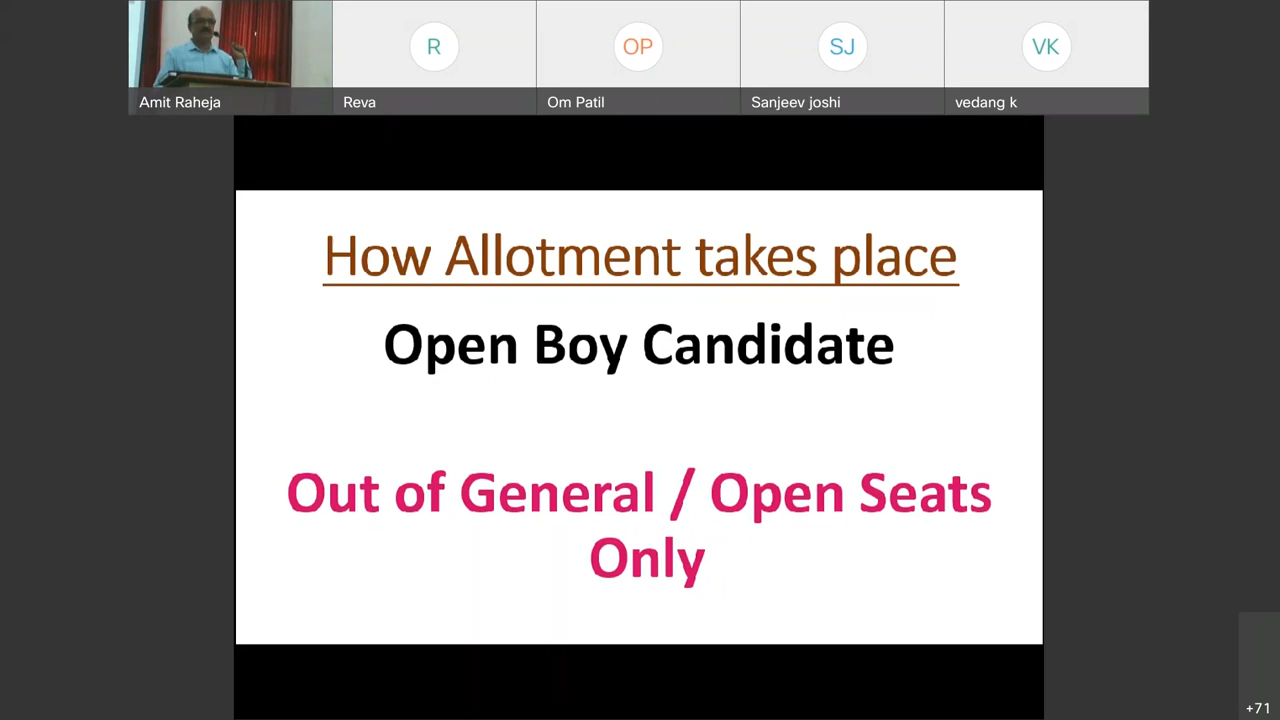 R
OP
SJ
VK
Amit Raheja
Reva
Om Patil
Sanjeev joshi
vedang k
How Allotment takes place
Open Boy Candidate
Out of General / Open Seats
Only
+71